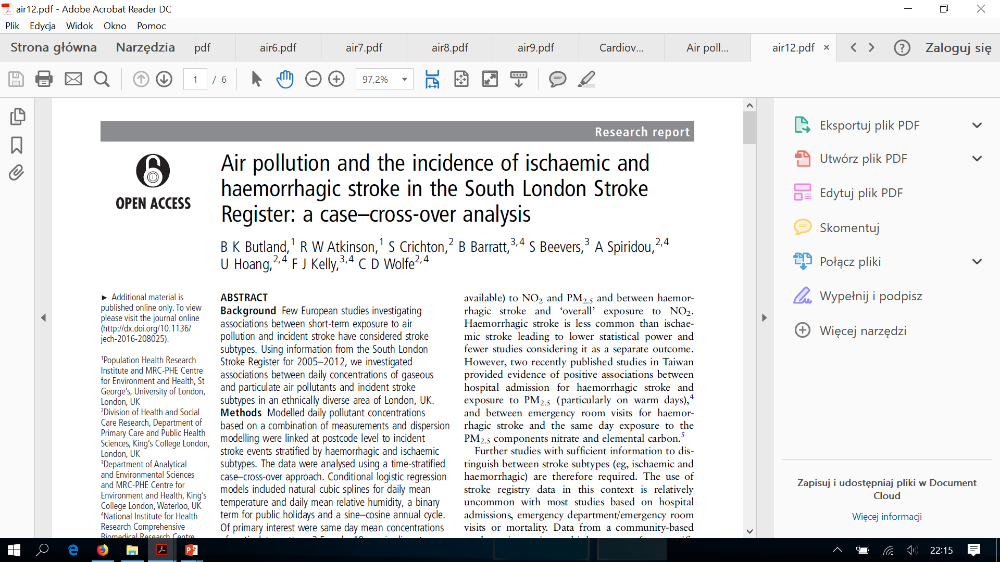 air12.pdf - Adobe Acrobat Reader DC
Plik Edycja Widok Okno Pomoc
Strona główna Narzędzia pdf air6.pdf air7.pdf air8.pdf air9.pdf Cardiov... Air poll... air12.pdf Zaloguj się
1 / 6 97,2%
Research report
OPEN ACCESS
Air pollution and the incidence of ischaemic and
haemorrhagic stroke in the South London Stroke
Register: a case–cross-over analysis
B K Butland,1 R W Atkinson,1 S Crichton,2 B Barratt,3,4 S Beevers,3 A Spiridou,2,4
U Hoang,2,4 F J Kelly,3,4 C D Wolfe2,4
► Additional material is
published online only. To view
please visit the journal online
(http://dx.doi.org/10.1136/
jech-2016-208025).
1Population Health Research
Institute and MRC-PHE Centre
for Environment and Health, St
George's, University of London,
London, UK
2Division of Health and Social
Care Research, Department of
Primary Care and Public Health
Sciences, King's College London,
London, UK
3Department of Analytical
and Environmental Sciences
and MRC-PHE Centre for
Environment and Health, King's
College London, Waterloo, UK
4National Institute for Health
Research Comprehensive
Biomedical Research Centre
ABSTRACT
Background Few European studies investigating
associations between short-term exposure to air
pollution and incident stroke have considered stroke
subtypes. Using information from the South London
Stroke Register for 2005–2012, we investigated
associations between daily concentrations of gaseous
and particulate air pollutants and incident stroke
subtypes in an ethnically diverse area of London, UK.
Methods Modelled daily pollutant concentrations
based on a combination of measurements and dispersion
modelling were linked at postcode level to incident
stroke events stratified by haemorrhagic and ischaemic
subtypes. The data were analysed using a time-stratified
case–cross-over approach. Conditional logistic regression
models included natural cubic splines for daily mean
temperature and daily mean relative humidity, a binary
term for public holidays and a sine–cosine annual cycle.
Of primary interest were same day mean concentrations
available) to NO2 and PM2.5 and between haemor-
rhagic stroke and 'overall' exposure to NO2.
Haemorrhagic stroke is less common than ischae-
mic stroke leading to lower statistical power and
fewer studies considering it as a separate outcome.
However, two recently published studies in Taiwan
provided evidence of positive associations between
hospital admission for haemorrhagic stroke and
exposure to PM2.5 (particularly on warm days),4
and between emergency room visits for haemor-
rhagic stroke and the same day exposure to the
PM2.5 components nitrate and elemental carbon.5
Further studies with sufficient information to dis-
tinguish between stroke subtypes (eg, ischaemic and
haemorrhagic) are therefore required. The use of
stroke registry data in this context is relatively
uncommon with most studies based on hospital
admissions, emergency department/emergency room
visits or mortality. Data from a community-based
Eksportuj plik PDF
Utwórz plik PDF
Edytuj plik PDF
Skomentuj
Połącz pliki
Wypełnij i podpisz
Więcej narzędzi
Zapisuj i udostępniaj pliki w Document
Cloud
Więcej informacji
22:15